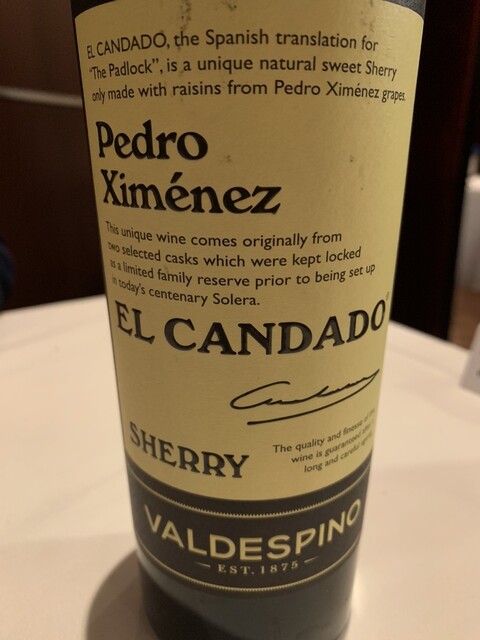 EL CANDADO, the Spanish translation for
"The Padlock", is a unique natural sweet Sherry
only made with raisins from Pedro Ximénez grapes.
Pedro
Ximénez
This unique wine comes originally from
two selected casks which were kept locked
as a limited family reserve prior to being set up
in today's centenary Solera.
EL CANDADO
SHERRY
The quality and finesse of
wine is guaranteed
long and careful
VALDESPINO
EST. 1875